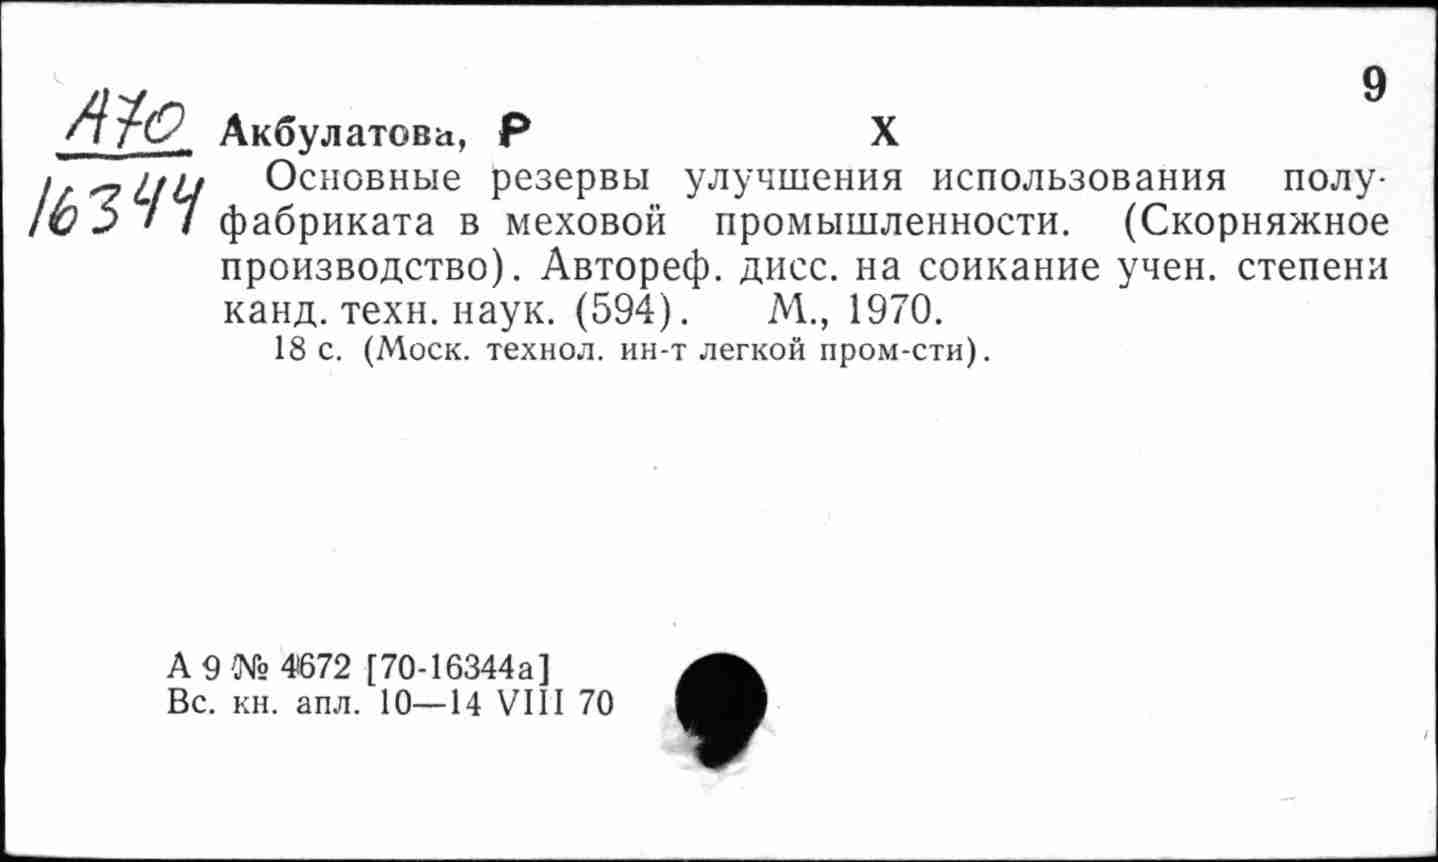 9
А70 Акбулатова, Р Х
16344 Основные резервы улучшения использования полу-
фабриката в меховой промышленности. (Скорняжное
производство). Автореф. дисс. на соикание учен. степени
канд. техн. наук. (594). М., 1970.
18 с. (Моск. технол. ин-т легкой пром-сти).
А 9 № 4672 [70-16344а]
Вс. кн. апл. 10—14 VIII 70